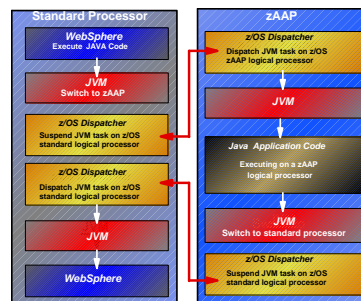 Standard Processor
WebSphere
Execute JAVA Code
JVM
Switch to zAAP
z/OS Dispatcher
Suspend JVM task on z/OS
standard logical processor
z/OS Dispatcher
Dispatch JVM task on z/OS
standard logical processor
JVM
WebSphere
zAAP
z/OS Dispatcher
Dispatch JVM task on z/OS
zAAP logical processor
JVM
Java Application Code
Executing on a zAAP
logical processor
JVM
Switch to standard processor
z/OS Dispatcher
Suspend JVM task on z/OS
standard logical processor